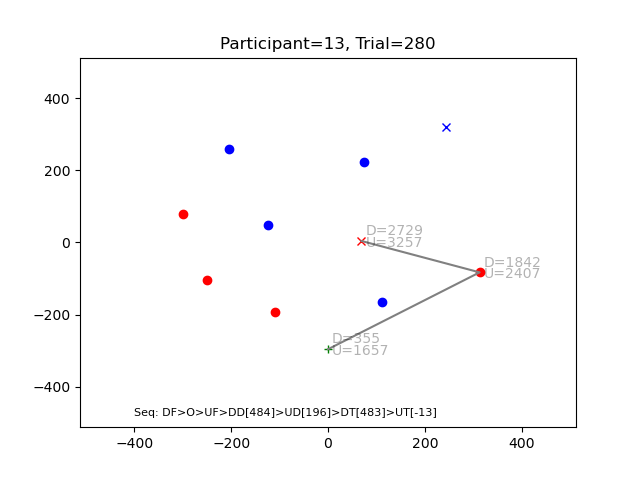 Participant=13, Trial=280
400
200
0
−200
−400
D=2729
U=3257
D=1842
U=2407
D=355
U=1657
Seq: DF>O>UF>DD[484]>UD[196]>DT[483]>UT[-13]
−400
−200
0
200
400